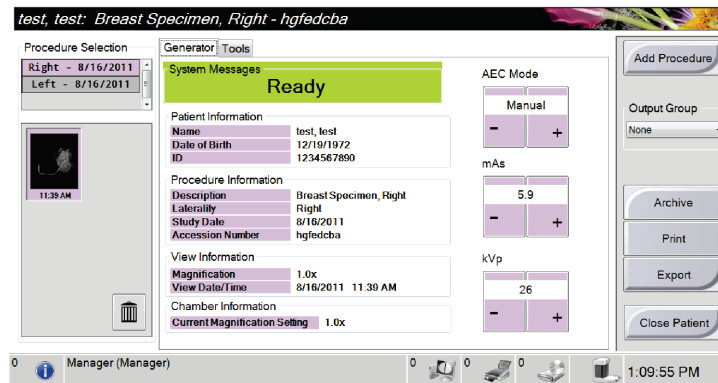 test, test: Breast Specimen, Right - hgfedcba
Procedure Selection
Right - 8/16/2011
Left - 8/16/2011
11:39 AM
Generator
Tools
System Messages
Ready
Patient Information
Name test, test
Date of Birth 12/19/1972
ID 1234567890
Procedure Information
Description Breast Specimen, Right
Laterality Right
Study Date 8/16/2011
Accession Number hgfedcba
View Information
Magnification 1.0x
View Date/Time 8/16/2011 11:39 AM
Chamber Information
Current Magnification Setting 1.0x
AEC Mode
Manual
- +
mAs
5.9
- +
kVp
26
- +
Add Procedure
Output Group
None
Archive
Print
Export
Close Patient
0 Manager (Manager) 0 0 0 1:09:55 PM